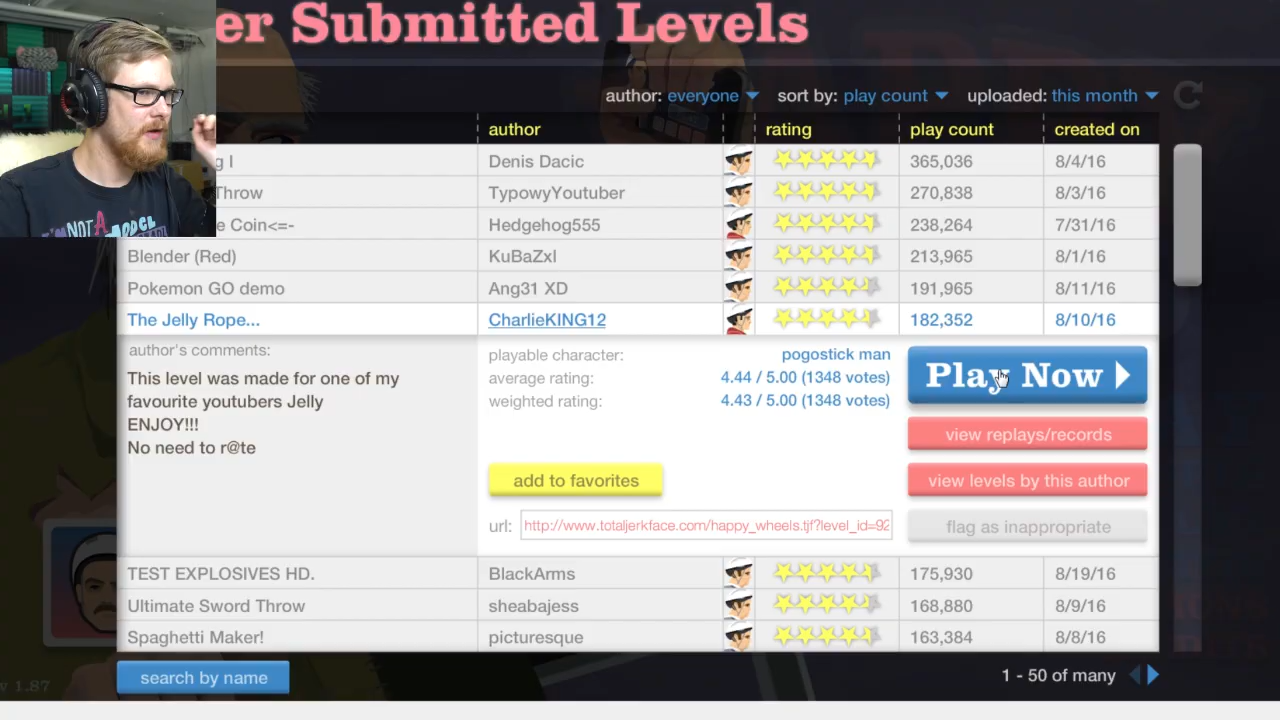 er Submitted Levels
author: everyone sort by: play count uploaded: this month
author rating play count created on
g I Denis Dacic 365,036 8/4/16
Throw TypowyYoutuber 270,838 8/3/16
e Coin<=- Hedgehog555 238,264 7/31/16
Blender (Red) KuBaZxl 213,965 8/1/16
Pokemon GO demo Ang31 XD 191,965 8/11/16
The Jelly Rope... CharlieKING12 182,352 8/10/16
author's comments:
This level was made for one of my
favourite youtubers Jelly
ENJOY!!!
No need to r@te
playable character: pogostick man
average rating: 4.44 / 5.00 (1348 votes)
weighted rating: 4.43 / 5.00 (1348 votes)
add to favorites
url: http://www.totaljerkface.com/happy_wheels.tjf?level_id=92
Play Now
view replays/records
view levels by this author
flag as inappropriate
TEST EXPLOSIVES HD. BlackArms 175,930 8/19/16
Ultimate Sword Throw sheabajess 168,880 8/9/16
Spaghetti Maker! picturesque 163,384 8/8/16
search by name 1 - 50 of many
v 1.87
I'M NOT A MODEL